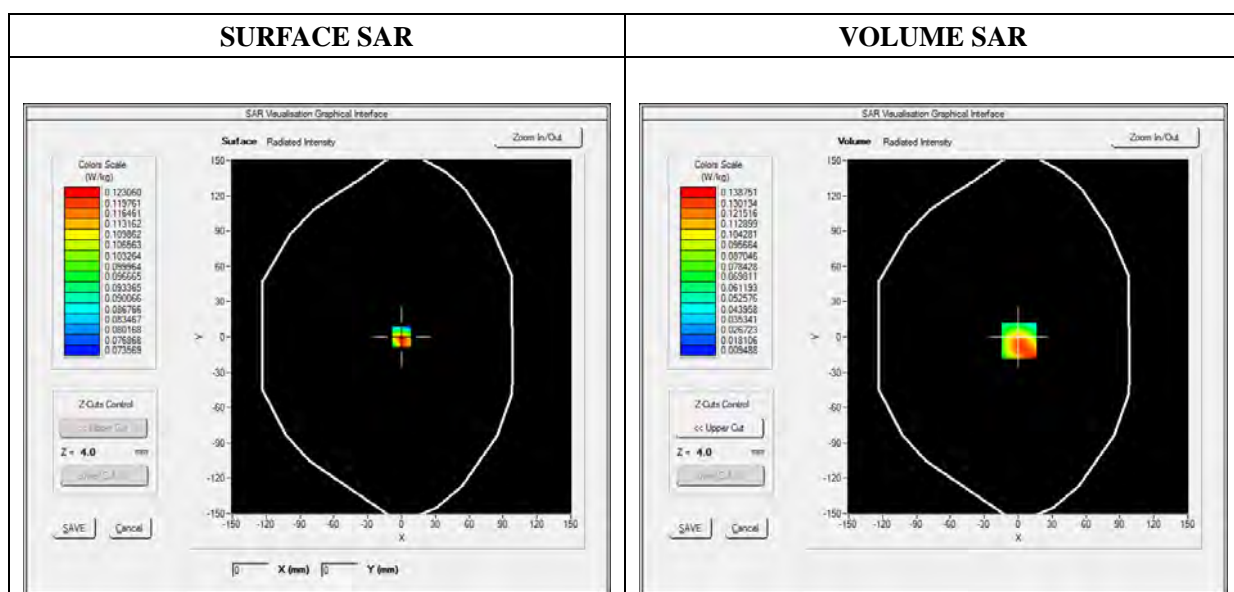 SURFACE SAR
VOLUME SAR
SAR Visualisation Graphical Interface
Surface Radiated Intensity
Zoom In/Out
Colors Scale
(W/kg)
0.123060
0.119761
0.116461
0.113162
0.109862
0.106563
0.103264
0.099964
0.096665
0.093365
0.090066
0.086766
0.083467
0.080168
0.076868
0.073569
Z-Cuts Control
<< Upper Cut
Z = 4.0 mm
SAVE
Cancel
150
120
90
60
30
0
-30
-60
-90
-120
-150
Y
-150 -120 -90 -60 -30 0 30 60 90 120 150
X
0 X (mm) 0 Y (mm)
SAR Visualisation Graphical Interface
Volume Radiated Intensity
Zoom In/Out
Colors Scale
(W/kg)
0.138751
0.130134
0.121516
0.112899
0.104281
0.095664
0.087046
0.078428
0.069811
0.061193
0.052576
0.043958
0.035341
0.026723
0.018106
0.009488
Z-Cuts Control
<< Upper Cut
Z = 4.0 mm
SAVE
Cancel
150
120
90
60
30
0
-30
-60
-90
-120
-150
Y
-150 -120 -90 -60 -30 0 30 60 90 120 150
X